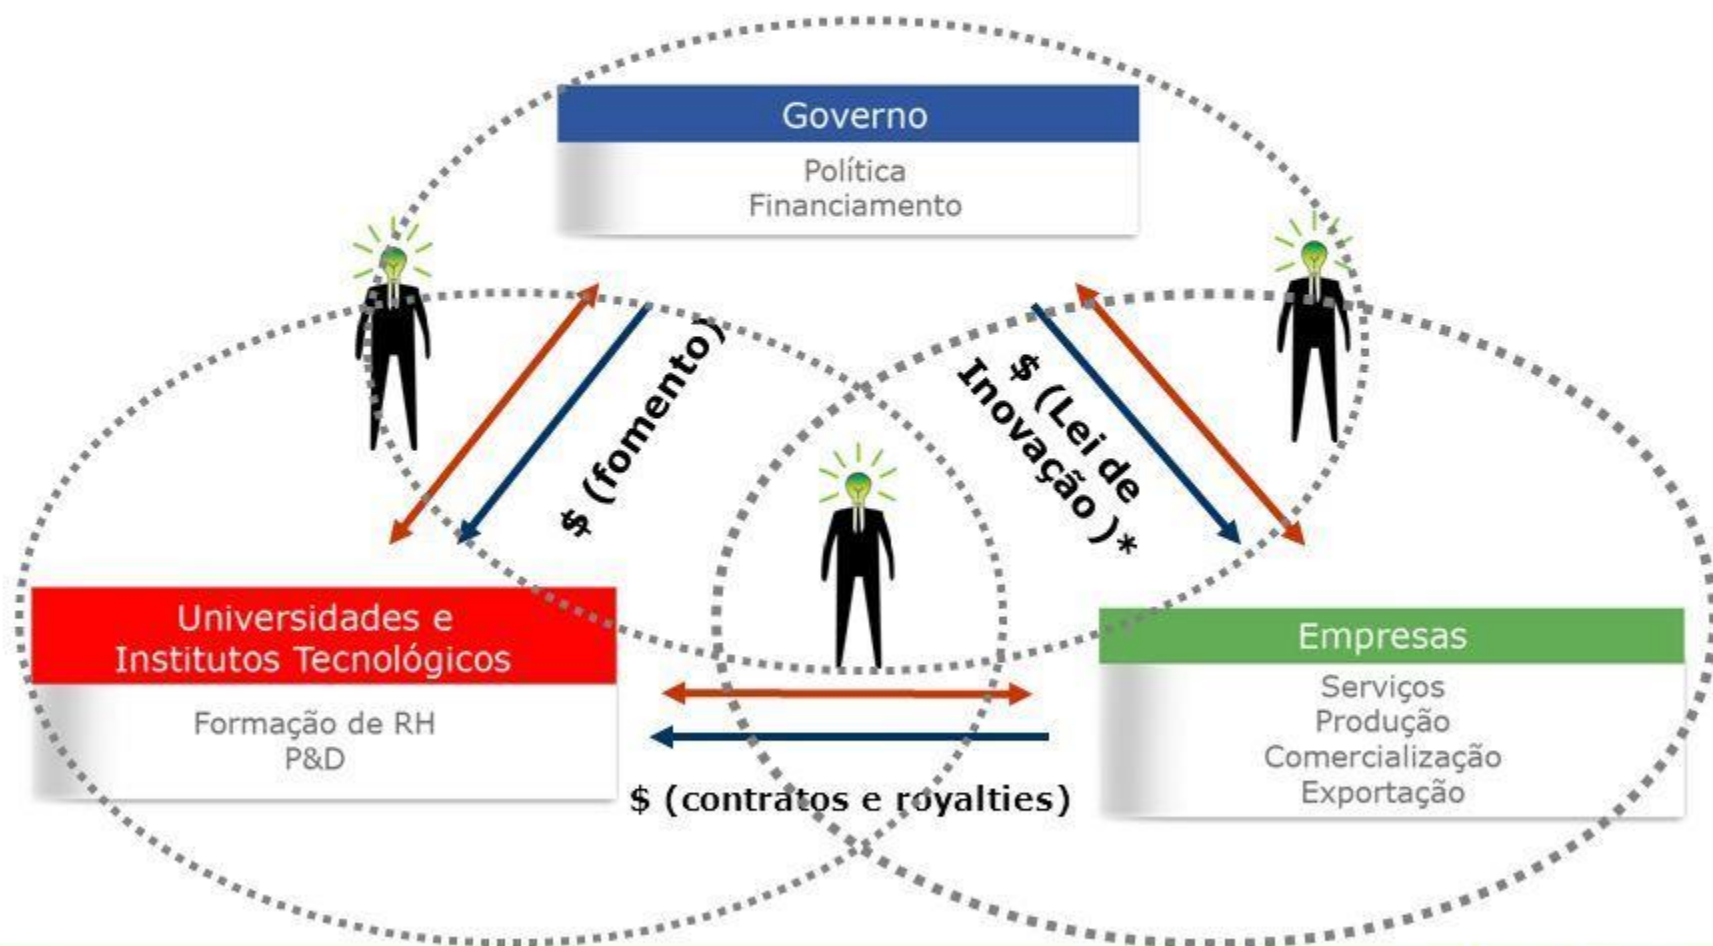 Governo
Política
Financiamento
$ (fomento)
$ (Lei de
Inovação )*
Universidades e
Institutos Tecnológicos
Formação de RH
P&D
Empresas
Serviços
Produção
Comercialização
Exportação
$ (contratos e royalties)